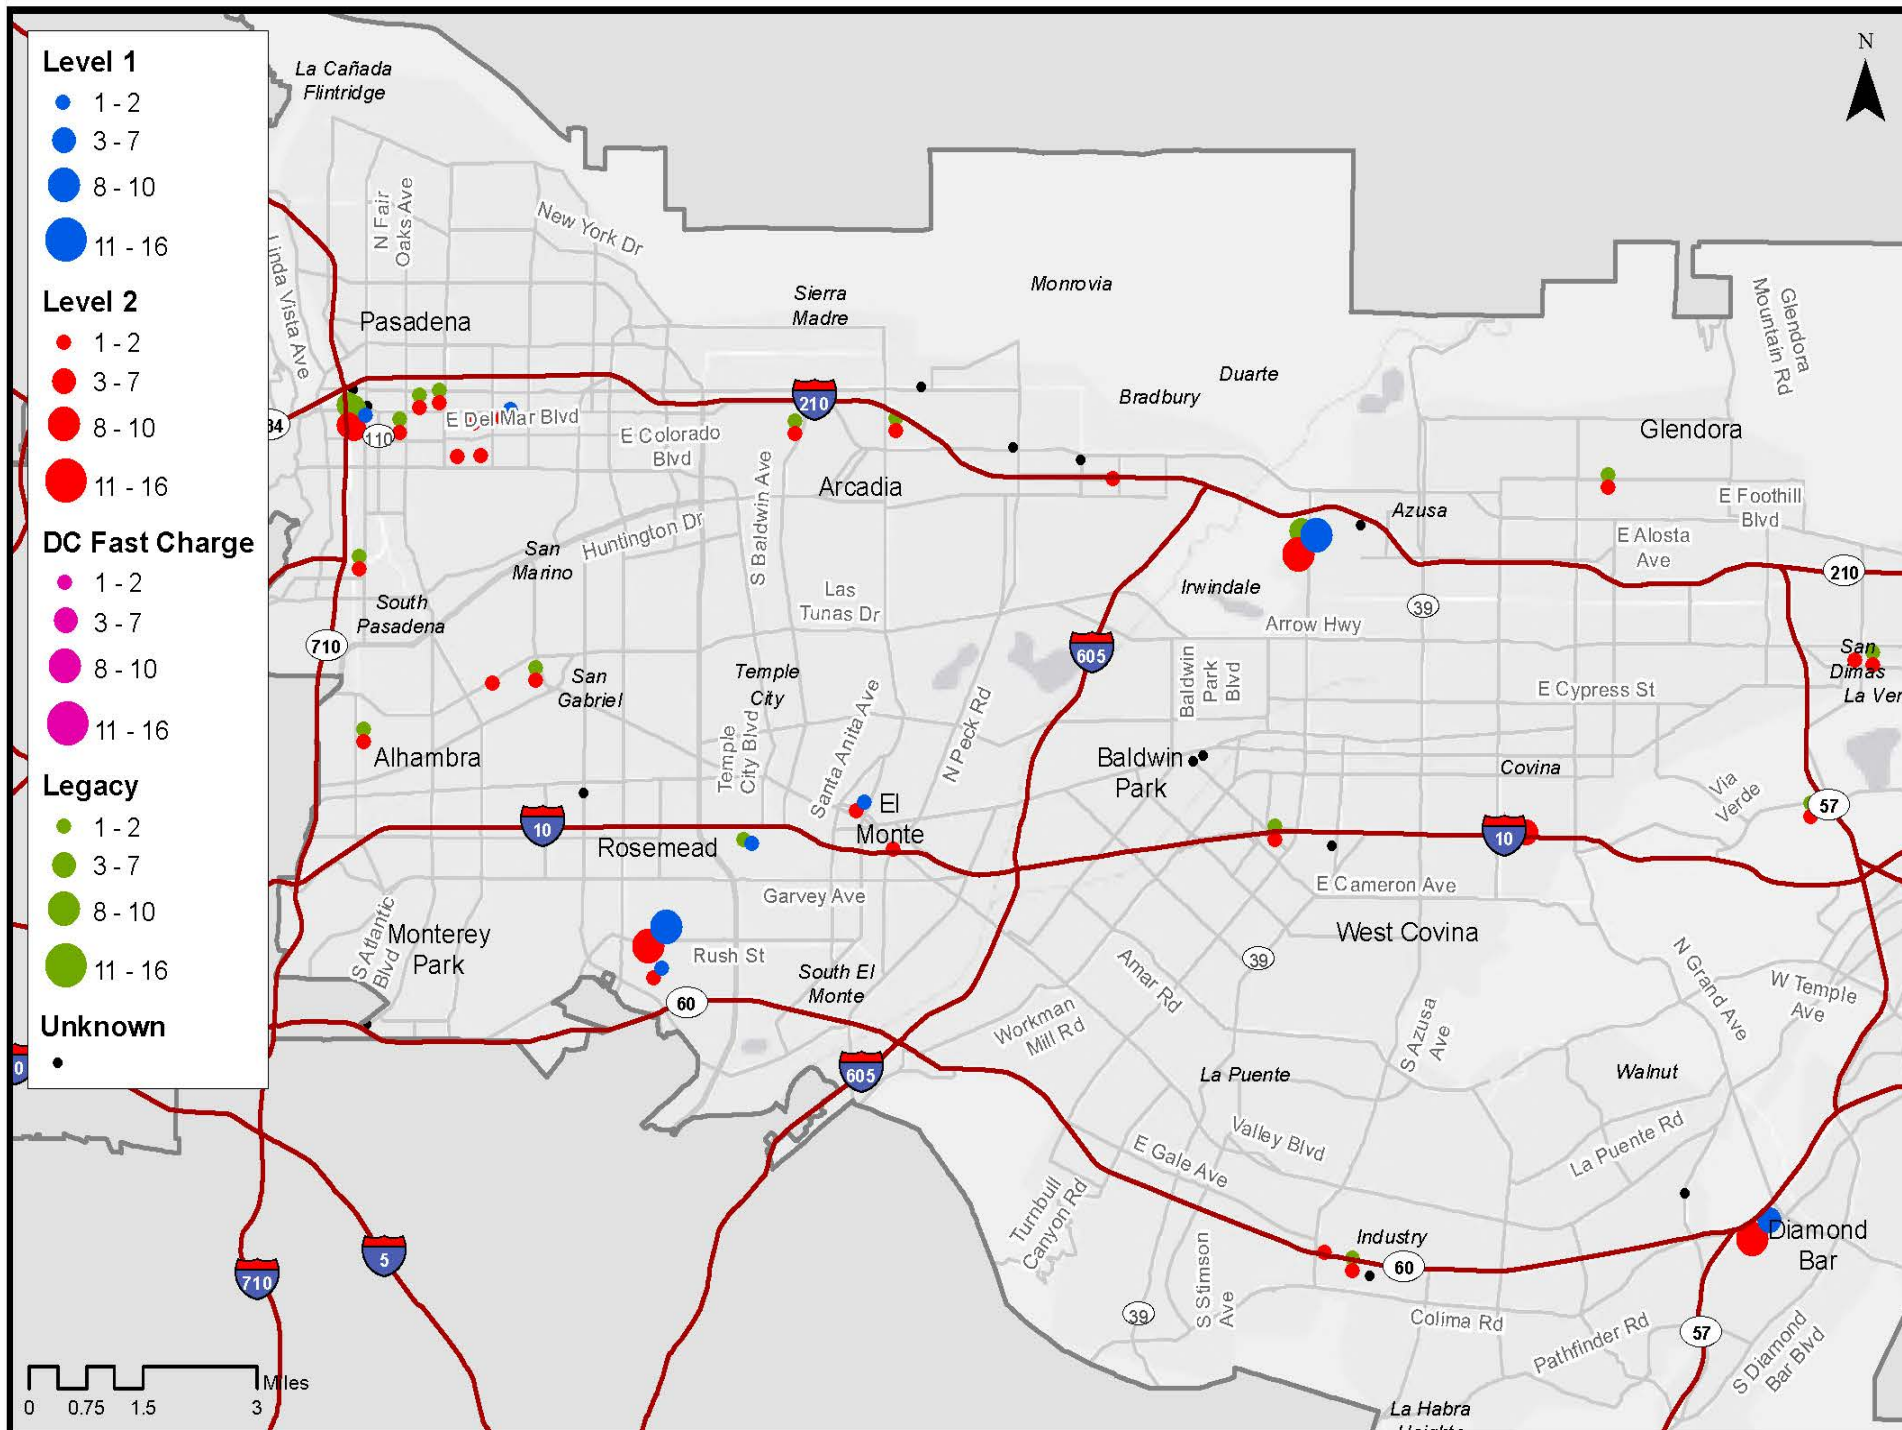 Level 1
1 - 2
3 - 7
8 - 10
11 - 16
Level 2
1 - 2
3 - 7
8 - 10
11 - 16
DC Fast Charge
1 - 2
3 - 7
8 - 10
11 - 16
Legacy
1 - 2
3 - 7
8 - 10
11 - 16
Unknown
N
La Cañada
Flintridge
N Fair
Oaks Ave
New York Dr
Linda Vista Ave
Pasadena
Sierra
Madre
Monrovia
Glendora
Mountain Rd
Duarte
Bradbury
210
E Del Mar Blvd
110
E Colorado
Blvd
S Baldwin Ave
Arcadia
Glendora
E Foothill
Blvd
Azusa
E Alosta
Ave
210
Huntington Dr
San
Marino
Las
Tunas Dr
Irwindale
39
Arrow Hwy
South
Pasadena
710
605
San
Dimas
La Ver
San
Gabriel
Temple
City
Baldwin
Park
Blvd
E Cypress St
Temple
City Blvd
Santa Anita Ave
N Peck Rd
Alhambra
Baldwin
Park
Covina
Via
Verde
57
10
El
Monte
Rosemead
10
Garvey Ave
E Cameron Ave
S Atlantic
Blvd
Monterey
Park
Rush St
South El
Monte
60
West Covina
39
Amar Rd
N Grand Ave
W Temple
Ave
Workman
Mill Rd
S Azusa
Ave
605
La Puente
Walnut
Valley Blvd
La Puente Rd
E Gale Ave
Turnbull
Canyon Rd
S Stimson
Ave
Industry
60
Diamond
Bar
39
Colima Rd
Pathfinder Rd
57
S Diamond
Bar Blvd
La Habra
Heights
5
710
Miles
0 0.75 1.5 3